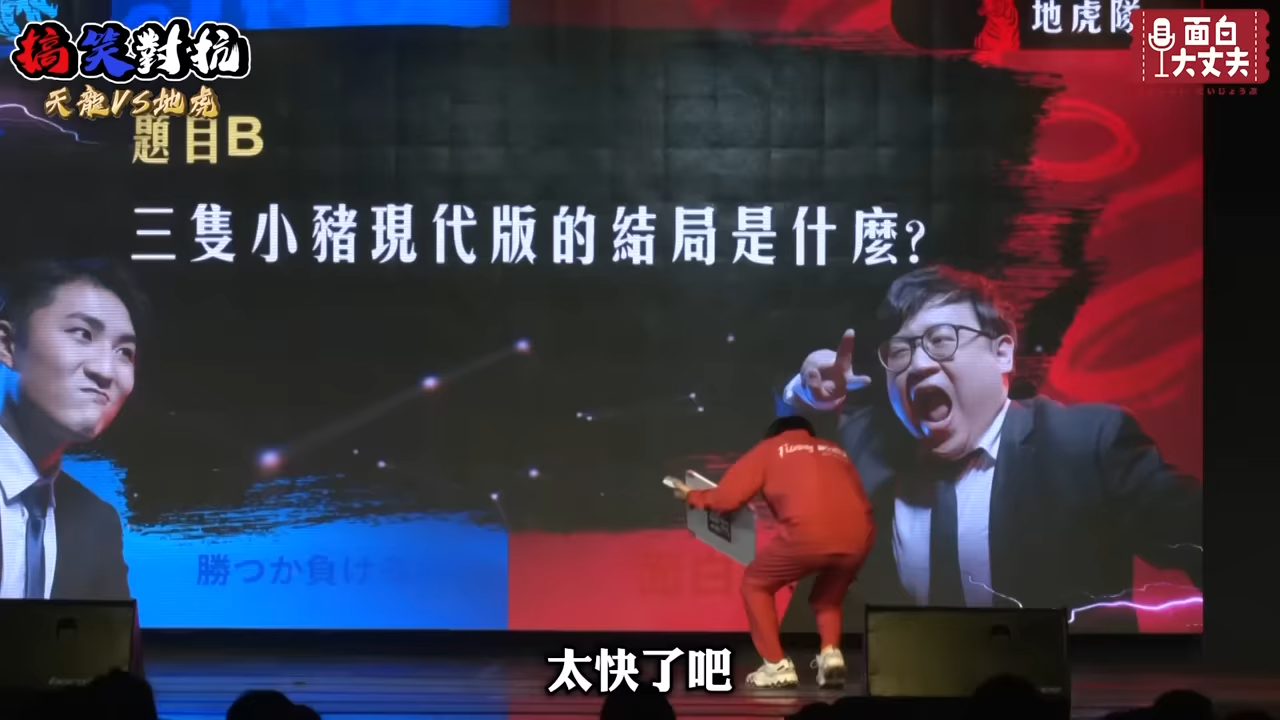 搞笑對抗
天龍VS地虎
地虎隊
面白
大丈夫
題目B
三隻小豬現代版的結局是什麼?
勝つか負け
面白
太快了吧